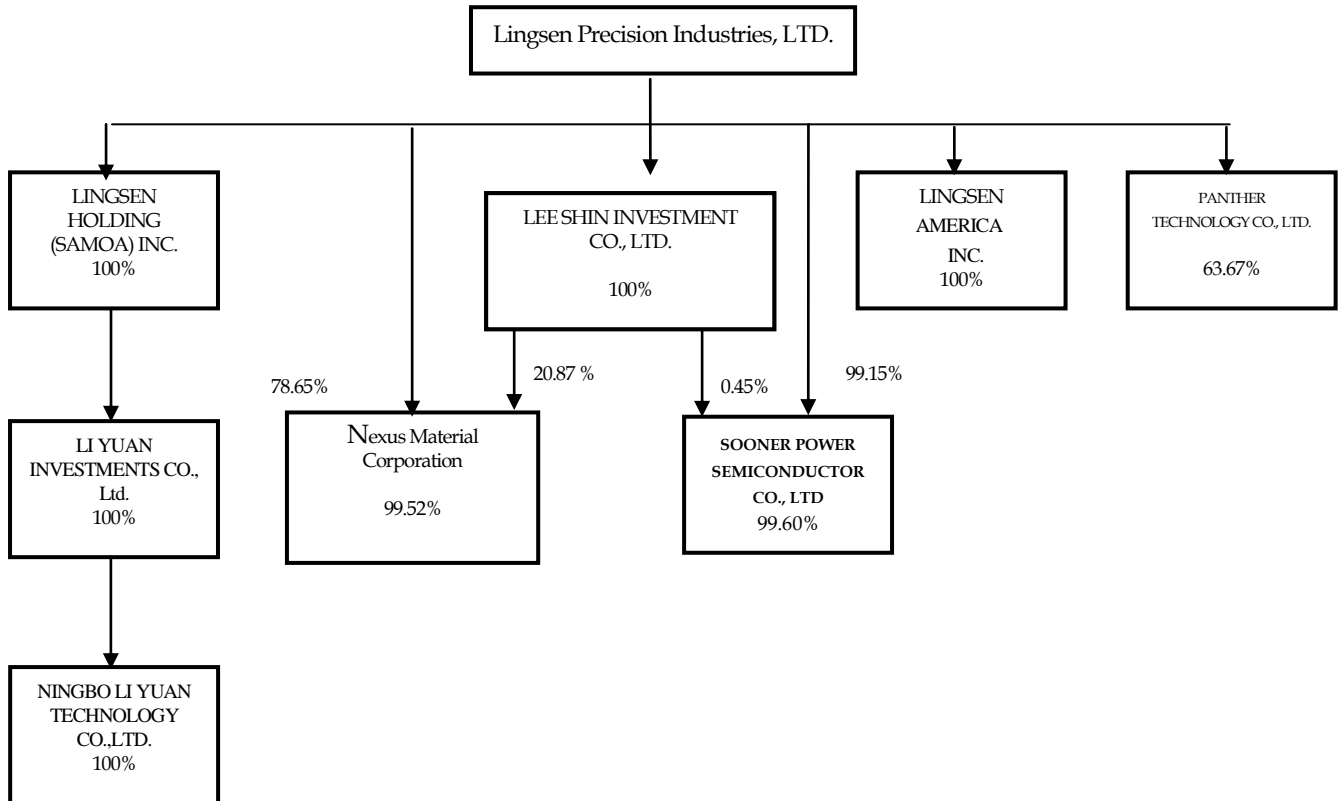 Lingsen Precision Industries, LTD.
LINGSEN
HOLDING
(SAMOA) INC.
100%
LEE SHIN INVESTMENT
CO., LTD.
100%
LINGSEN
AMERICA
INC.
100%
PANTHER
TECHNOLOGY CO., LTD.
63.67%
78.65%
20.87 %
0.45%
99.15%
LI YUAN
INVESTMENTS CO.,
Ltd.
100%
Nexus Material
Corporation
99.52%
SOONER POWER
SEMICONDUCTOR
CO., LTD
99.60%
NINGBO LI YUAN
TECHNOLOGY
CO.,LTD.
100%